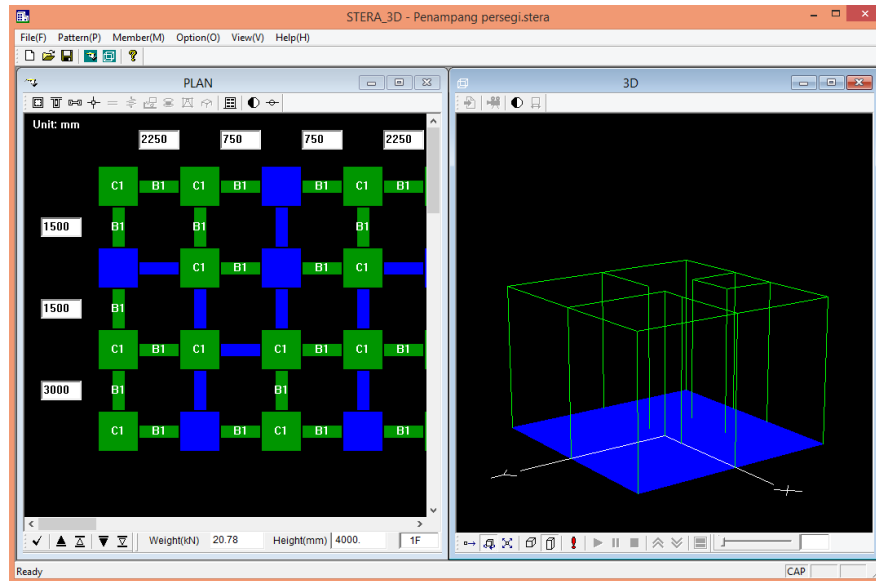 STERA_3D - Penampang persegi.stera
File(F) Pattern(P) Member(M) Option(O) View(V) Help(H)
PLAN
Unit: mm
2250 750 750 2250
C1 B1 C1 B1 B1 C1 B1
1500 B1 B1 B1
C1 B1 B1 C1
1500 B1
C1 B1 C1 C1 B1 C1 B1
3000 B1 B1
C1 B1 B1 C1 B1 B1
Weight(kN) 20.78 Height(mm) 4000. 1F
3D
Ready CAP